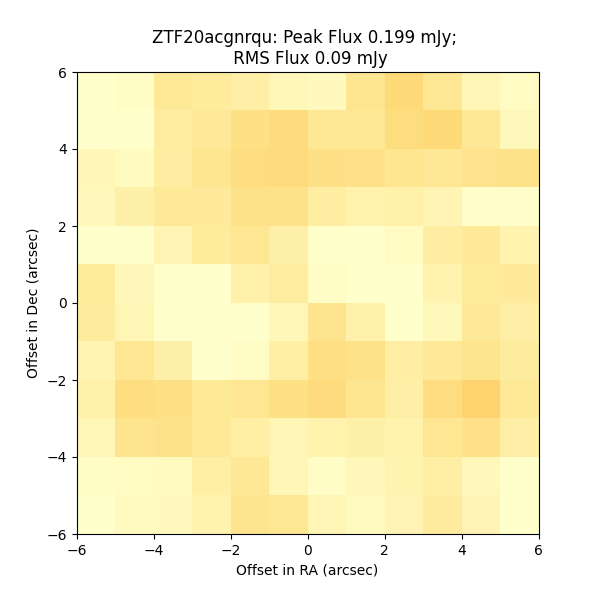 ZTF20acgnrqu: Peak Flux 0.199 mJy;
RMS Flux 0.09 mJy
6
4
2
0
−2
−4
−6
Offset in Dec (arcsec)
−6 −4 −2 0 2 4 6
Offset in RA (arcsec)